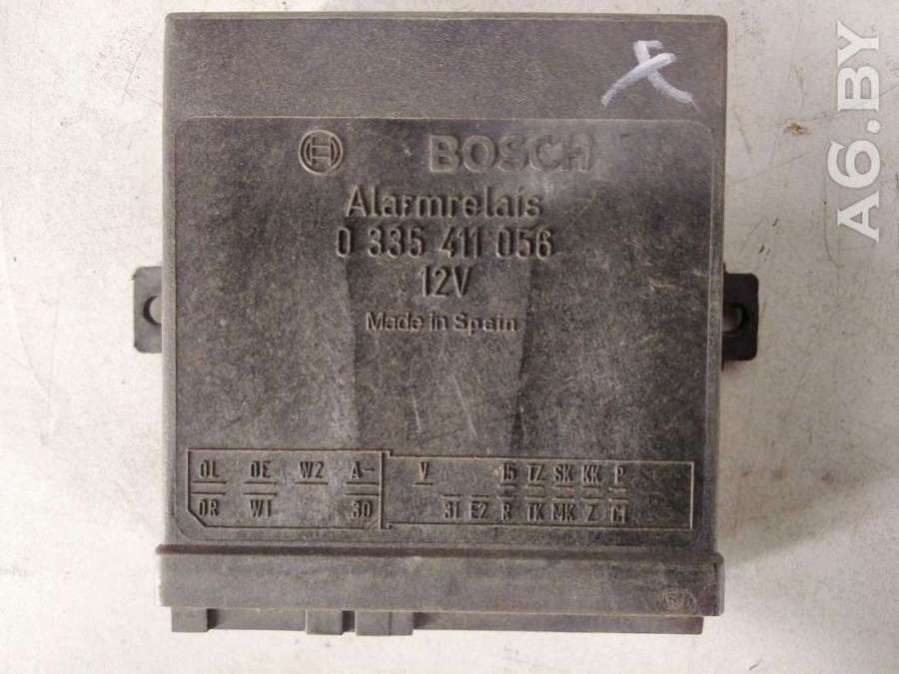 BOSCH
Alarmrelais
0 335 411 056
12V
Made in Spain
OL OE W2 A- V 15 TZ SK KK P
OR W1 30 31 EZ R TK MK Z
A6.BY